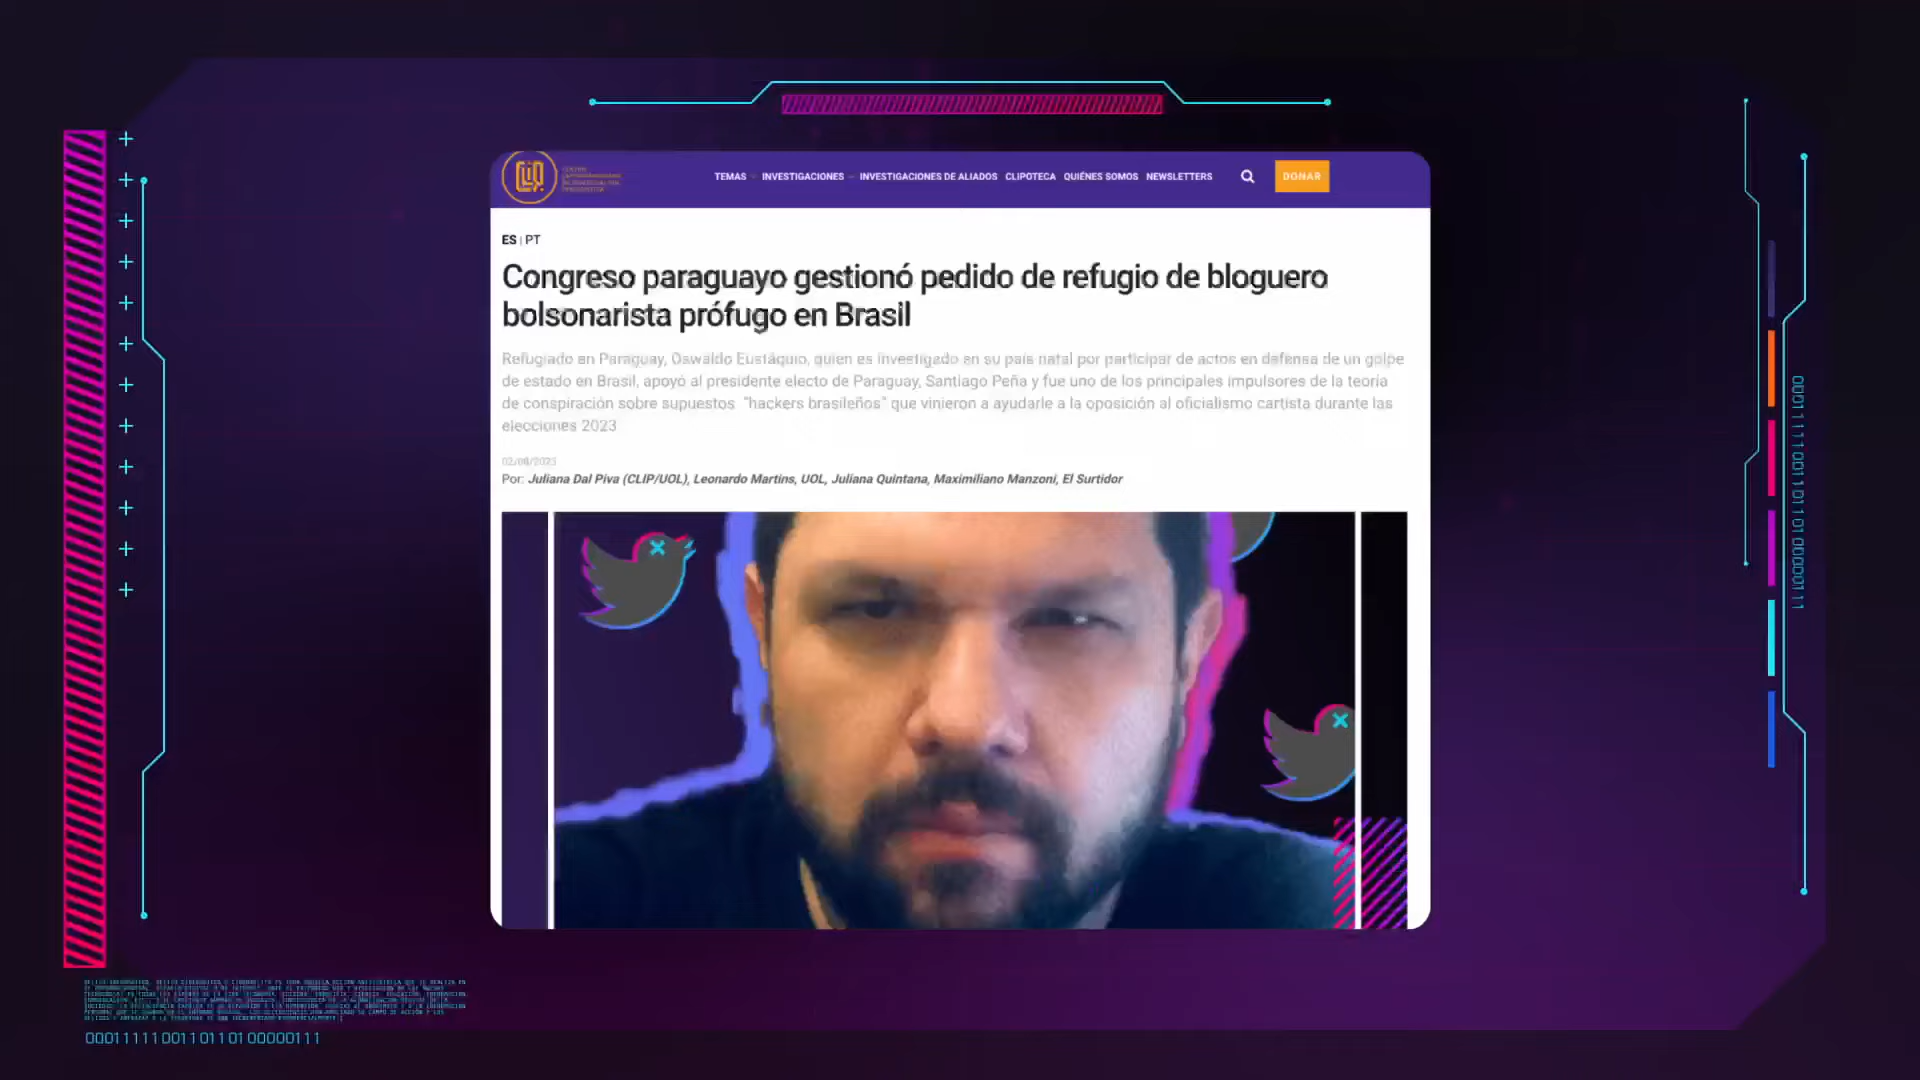 CLIP.
TEMAS INVESTIGACIONES INVESTIGACIONES DE ALIADOS CLIPOTECA QUIÉNES SOMOS NEWSLETTERS DONAR
ES | PT
Congreso paraguayo gestionó pedido de refugio de bloguero
bolsonarista prófugo en Brasil
Refugiado en Paraguay, Oswaldo Eustáquio, quien es investigado en su país natal por participar de actos en defensa de un golpe
de estado en Brasil, apoyó al presidente electo de Paraguay, Santiago Peña y fue uno de los principales impulsores de la teoría
de conspiración sobre supuestos "hackers brasileños" que vinieron a ayudarle a la oposición al oficialismo cartista durante las
elecciones 2023
Por: Juliana Dal Piva (CLIP/UOL), Leonardo Martins, UOL, Juliana Quintana, Maximiliano Manzoni, El Surtidor
000111110011011010000011​1
000111110011011010000011​1